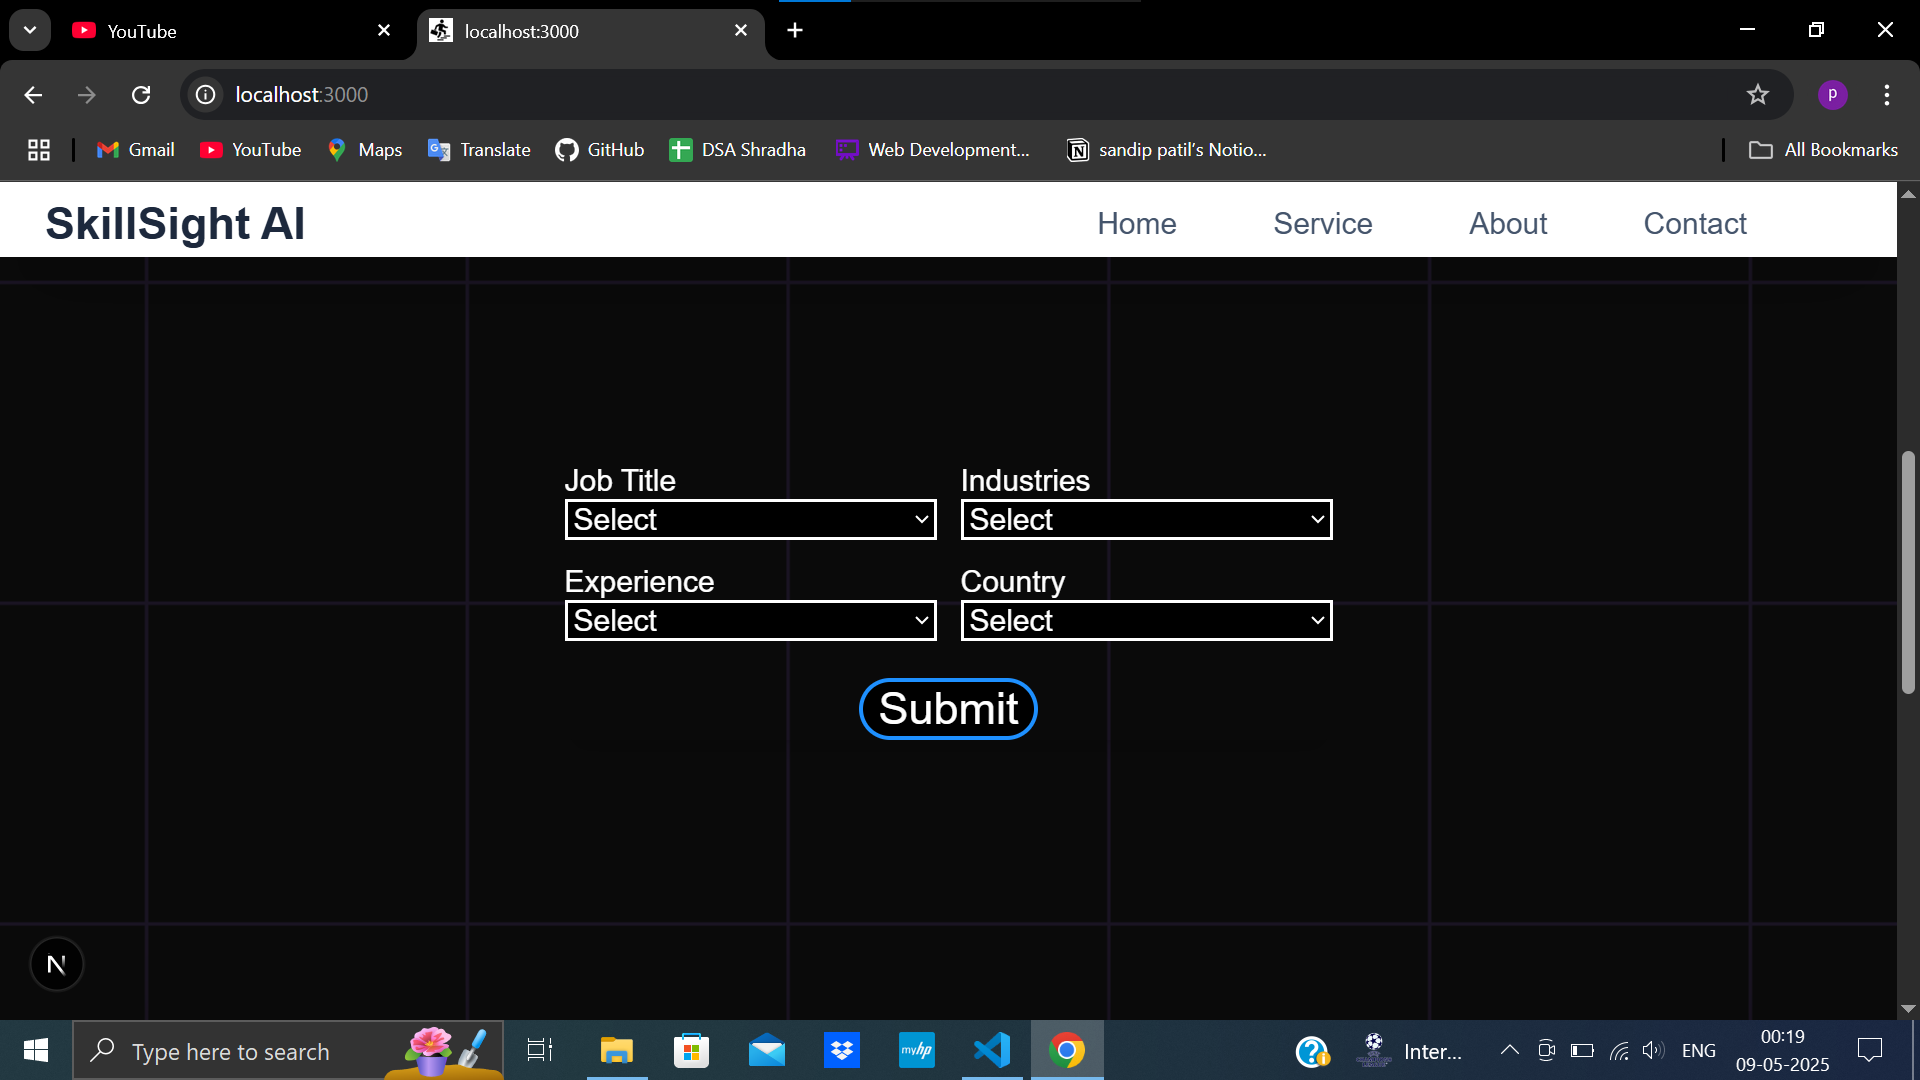 YouTube
localhost:3000
localhost:3000
p
Gmail
YouTube
Maps
Translate
GitHub
DSA Shradha
Web Development...
sandip patil’s Notio...
All Bookmarks
SkillSight AI
Home
Service
About
Contact
Job Title
Industries
Select
Select
Experience
Country
Select
Select
Submit
N
Type here to search
myhp
Inter...
ENG
00:19
09-05-2025